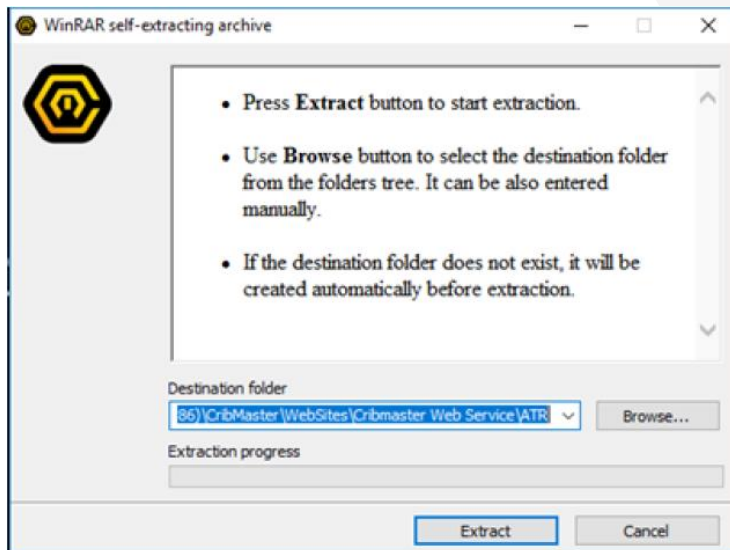 WinRAR self-extracting archive
• Press Extract button to start extraction.
• Use Browse button to select the destination folder
from the folders tree. It can be also entered
manually.
• If the destination folder does not exist, it will be
created automatically before extraction.
Destination folder
86)\CribMaster\WebSites\Cribmaster Web Service\ATR
Browse...
Extraction progress
Extract
Cancel